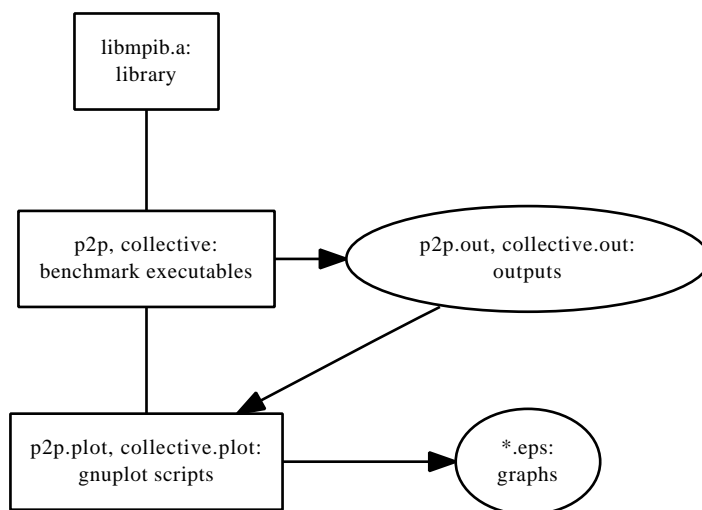 libmpib.a:
library
p2p, collective:
benchmark executables
p2p.out, collective.out:
outputs
p2p.plot, collective.plot:
gnuplot scripts
*.eps:
graphs